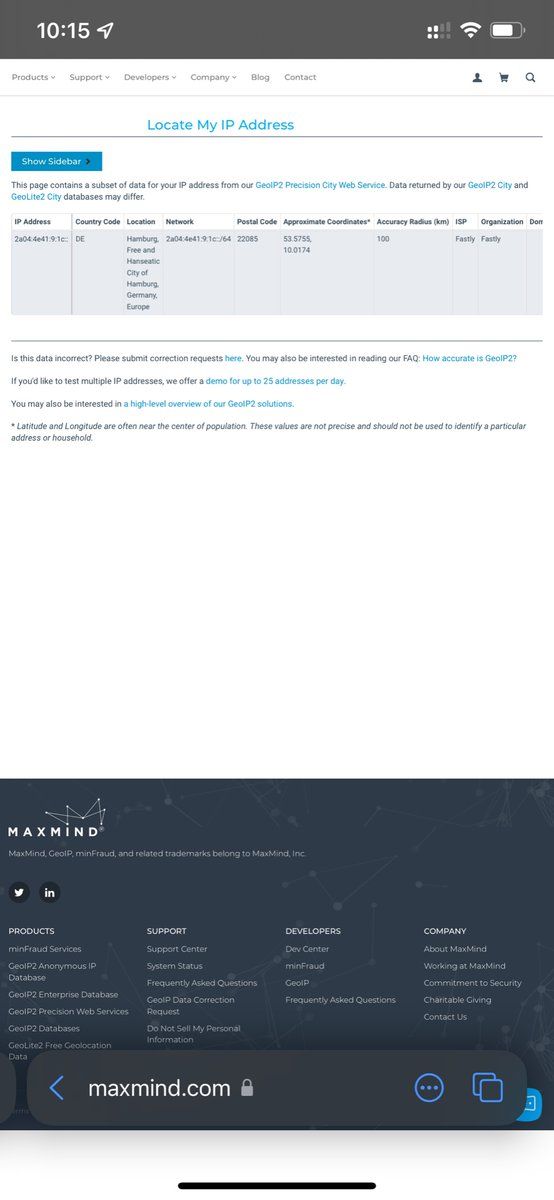 10:15
Products Support Developers Company Blog Contact
Locate My IP Address
Show Sidebar
This page contains a subset of data for your IP address from our GeoIP2 Precision City Web Service. Data returned by our GeoIP2 City and
GeoLite2 City databases may differ.
IP Address Country Code Location Network Postal Code Approximate Coordinates* Accuracy Radius (km) ISP Organization Dom
2a04:4e41:9:1c:: DE Hamburg, 2a04:4e41:9:1c::/64 22085 53.5755, 100 Fastly Fastly
Free and 10.0174
Hanseatic
City of
Hamburg,
Germany,
Europe
Is this data incorrect? Please submit correction requests here. You may also be interested in reading our FAQ: How accurate is GeoIP2?
If you'd like to test multiple IP addresses, we offer a demo for up to 25 addresses per day.
You may also be interested in a high-level overview of our GeoIP2 solutions.
* Latitude and Longitude are often near the center of population. These values are not precise and should not be used to identify a particular
address or household.
MAXMIND®
MaxMind, GeoIP, minFraud, and related trademarks belong to MaxMind, Inc.
in
PRODUCTS
minFraud Services
GeoIP2 Anonymous IP
Database
GeoIP2 Enterprise Database
GeoIP2 Precision Web Services
GeoIP2 Databases
GeoLite2 Free Geolocation
Data
SUPPORT
Support Center
System Status
Frequently Asked Questions
GeoIP Data Correction
Request
Do Not Sell My Personal
Information
DEVELOPERS
Dev Center
minFraud
GeoIP
Frequently Asked Questions
COMPANY
About MaxMind
Working at MaxMind
Commitment to Security
Charitable Giving
Contact Us
maxmind.com